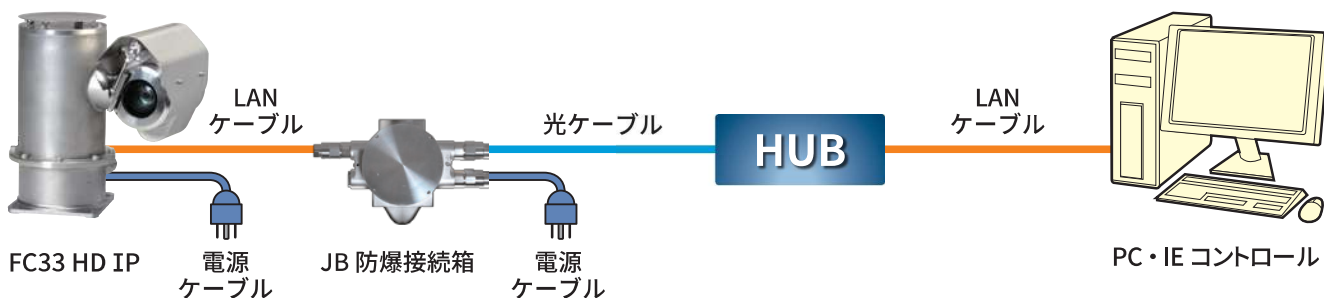 LAN
ケーブル
光ケーブル
HUB
LAN
ケーブル
FC33 HD IP
電源
ケーブル
JB 防爆接続箱
電源
ケーブル
PC・IE コントロール